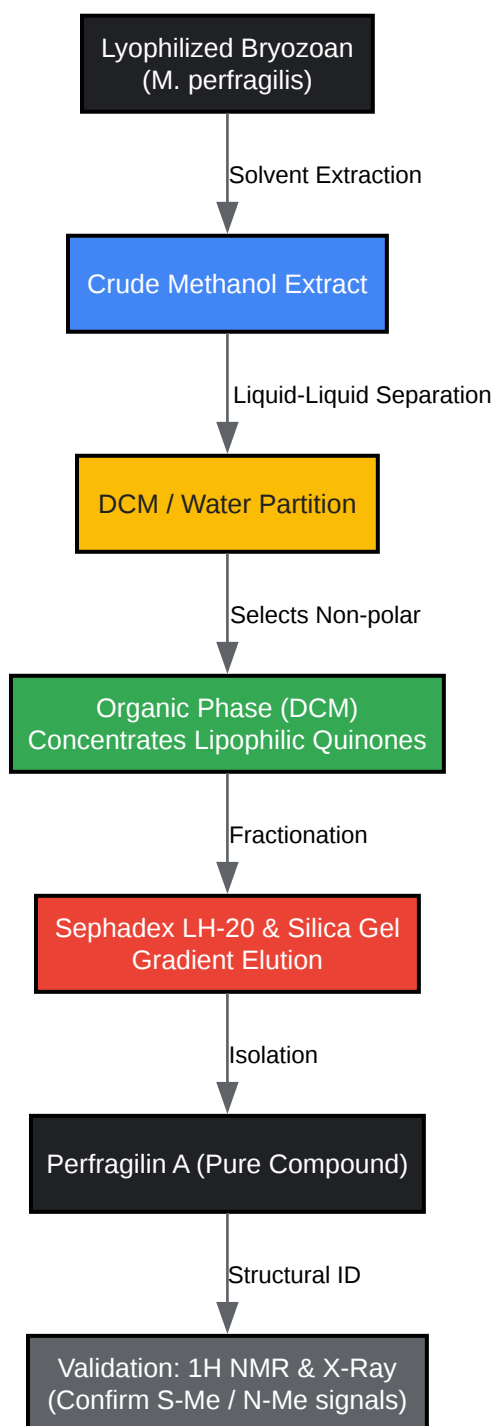 Lyophilized Bryozoan
(M. perfragilis)
Solvent Extraction
Crude Methanol Extract
Liquid-Liquid Separation
DCM / Water Partition
Selects Non-polar
Organic Phase (DCM)
Concentrates Lipophilic Quinones
Fractionation
Sephadex LH-20 & Silica Gel
Gradient Elution
Isolation
Perfragilin A (Pure Compound)
Structural ID
Validation: 1H NMR & X-Ray
(Confirm S-Me / N-Me signals)